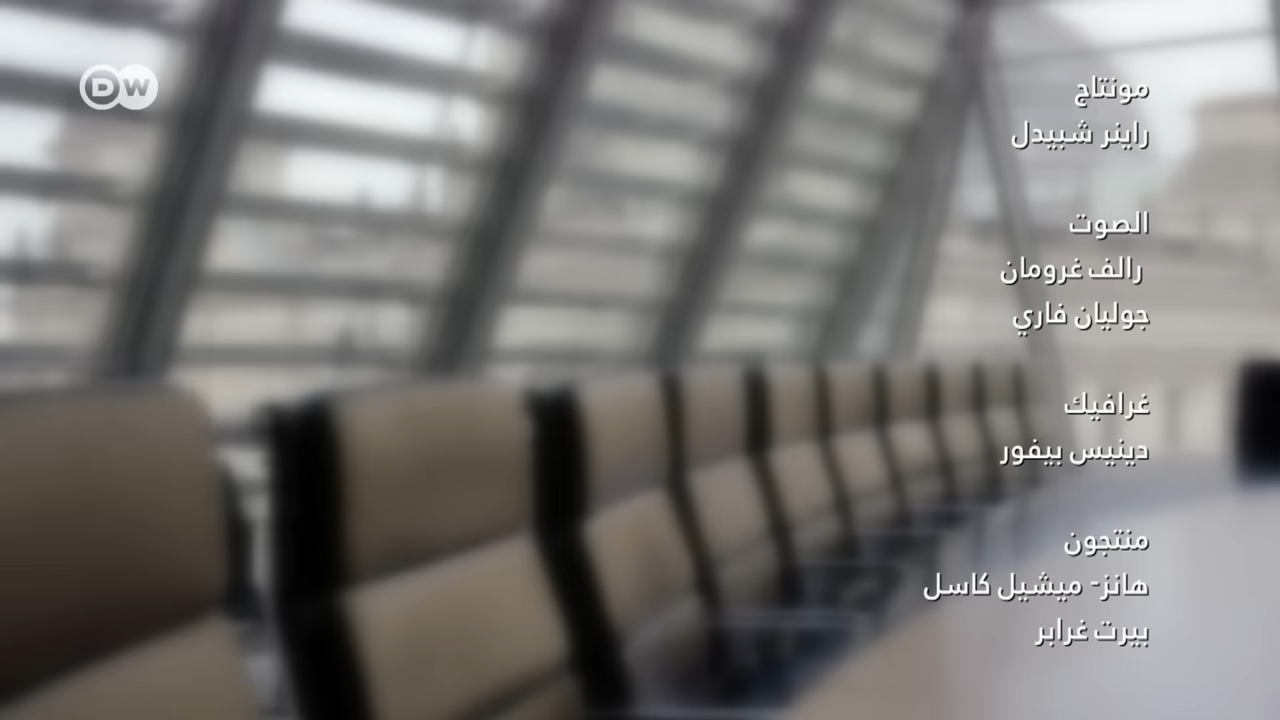 DW
مونتاج
راينر شبيدل
الصوت
رالف غرومان
جوليان فاري
غرافيك
دينيس بيفور
منتجون
هانز- ميشيل كاسل
بيرت غرابر